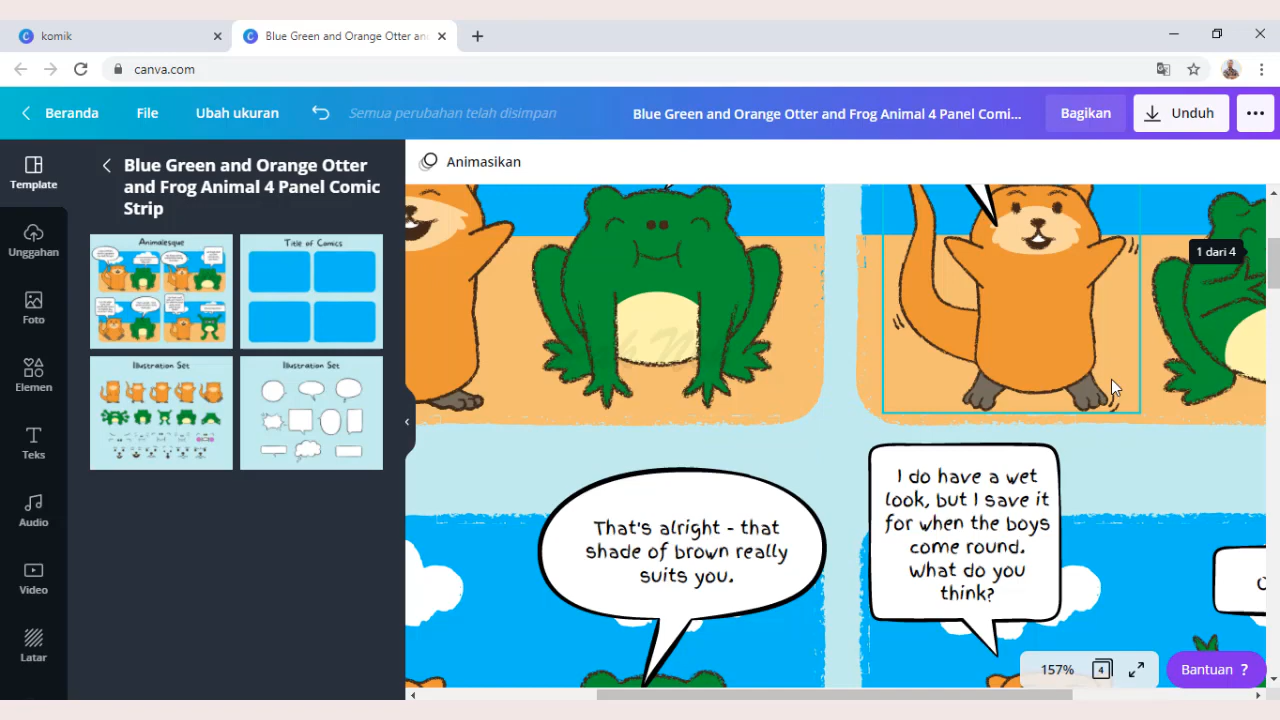 komik
Blue Green and Orange Otter and
canva.com
Beranda
File
Ubah ukuran
Semua perubahan telah disimpan
Blue Green and Orange Otter and Frog Animal 4 Panel Comi...
Bagikan
Unduh
Template
Unggahan
Foto
Elemen
Teks
Audio
Video
Latar
Blue Green and Orange Otter
and Frog Animal 4 Panel Comic
Strip
Animalesque
Title of Comics
Illustration Set
Illustration Set
Animasikan
1 dari 4
That's alright - that
shade of brown really
suits you.
I do have a wet
look, but I save it
for when the boys
come round.
What do you
think?
157%
4
Bantuan ?